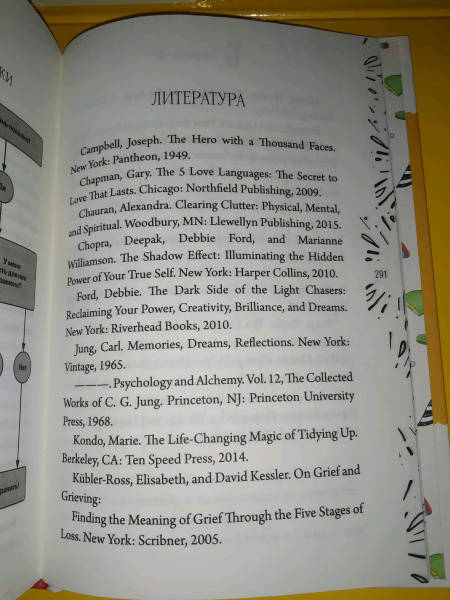 ки
Да
У меня
Нет
ЛИТЕРАТУРА
Campbell, Joseph. The Hero with a Thousand Faces.
New York: Pantheon, 1949.
Chapman, Gary. The 5 Love Languages: The Secret to
Love That Lasts. Chicago: Northfield Publishing, 2009.
Chauran, Alexandra. Clearing Clutter: Physical, Mental,
and Spiritual. Woodbury, MN: Llewellyn Publishing, 2015.
Chopra, Deepak, Debbie Ford, and Marianne
Williamson. The Shadow Effect: Illuminating the Hidden
Power of Your True Self. New York: Harper Collins, 2010.
Ford, Debbie. The Dark Side of the Light Chasers:
Reclaiming Your Power, Creativity, Brilliance, and Dreams.
New York: Riverhead Books, 2010.
Jung, Carl. Memories, Dreams, Reflections. New York:
Vintage, 1965.
———. Psychology and Alchemy. Vol. 12, The Collected
Works of C. G. Jung. Princeton, NJ: Princeton University
Press, 1968.
Kondo, Marie. The Life-Changing Magic of Tidying Up.
Berkeley, CA: Ten Speed Press, 2014.
Kübler-Ross, Elisabeth, and David Kessler. On Grief and
Grieving:
Finding the Meaning of Grief Through the Five Stages of
Loss. New York: Scribner, 2005.
291